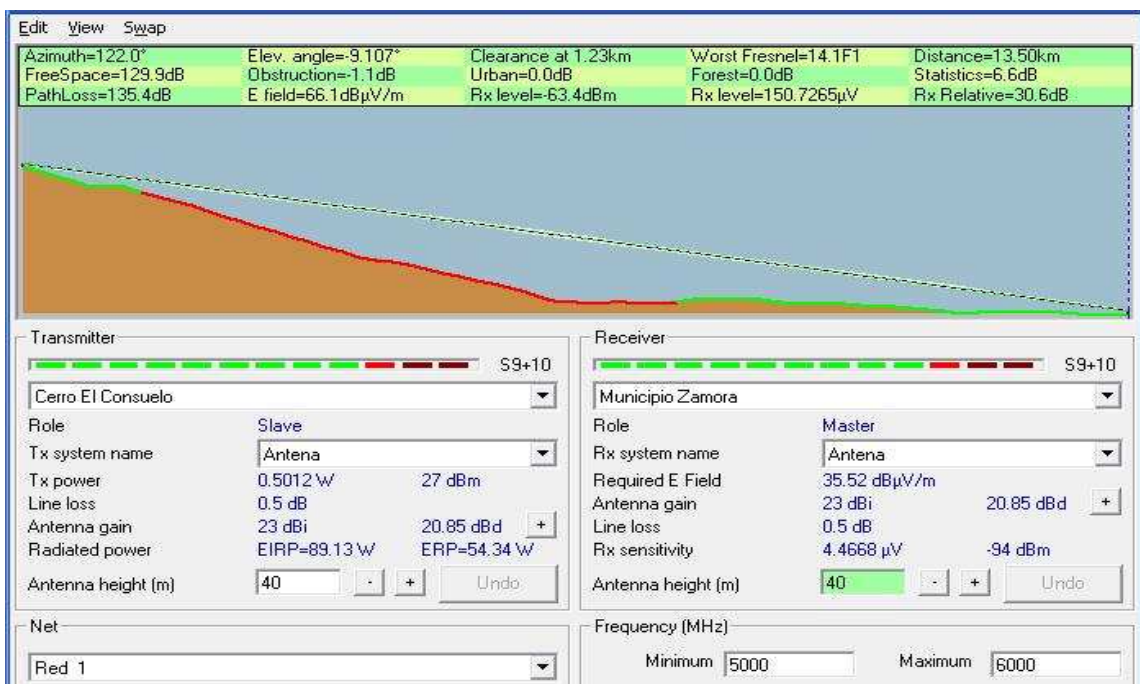 Edit View Swap
Azimuth=122.0° Elev. angle=-9.107° Clearance at 1.23km Worst Fresnel=14.1F1 Distance=13.50km
FreeSpace=129.9dB Obstruction=-1.1dB Urban=0.0dB Forest=0.0dB Statistics=6.6dB
PathLoss=135.4dB E field=66.1dBµV/m Rx level=-63.4dBm Rx level=150.7265µV Rx Relative=30.6dB
Transmitter
S9+10
Cerro El Consuelo
Role Slave
Tx system name Antena
Tx power 0.5012 W 27 dBm
Line loss 0.5 dB
Antenna gain 23 dBi 20.85 dBd +
Radiated power EIRP=89.13 W ERP=54.34 W
Antenna height (m) 40 - + Undo
Net
Red 1
Receiver
S9+10
Municipio Zamora
Role Master
Rx system name Antena
Required E Field 35.52 dBµV/m
Antenna gain 23 dBi 20.85 dBd +
Line loss 0.5 dB
Rx sensitivity 4.4668 µV -94 dBm
Antenna height (m) 40 - + Undo
Frequency (MHz)
Minimum 5000 Maximum 6000